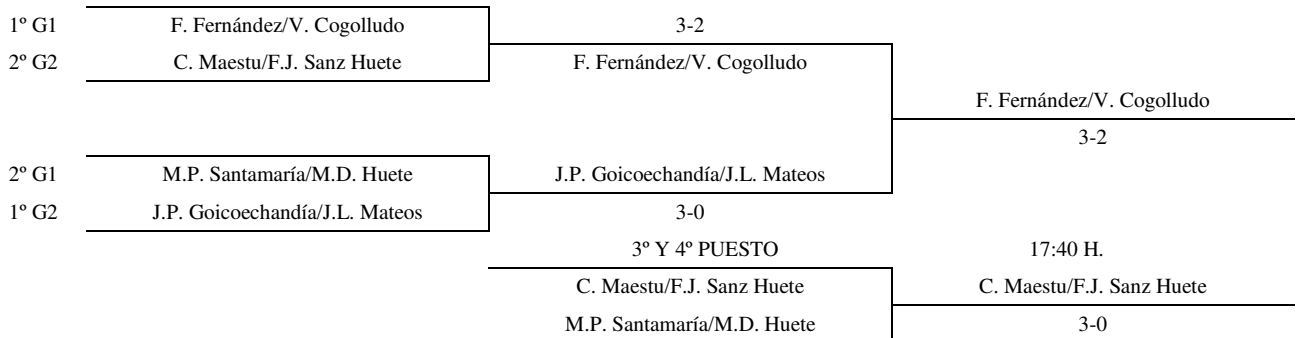 1º G1 F. Fernández/V. Cogolludo 3-2
2º G2 C. Maestu/F.J. Sanz Huete F. Fernández/V. Cogolludo
F. Fernández/V. Cogolludo
3-2
2º G1 M.P. Santamaría/M.D. Huete J.P. Goicoechandía/J.L. Mateos
1º G2 J.P. Goicoechandía/J.L. Mateos 3-0
3º Y 4º PUESTO 17:40 H.
C. Maestu/F.J. Sanz Huete C. Maestu/F.J. Sanz Huete
M.P. Santamaría/M.D. Huete 3-0